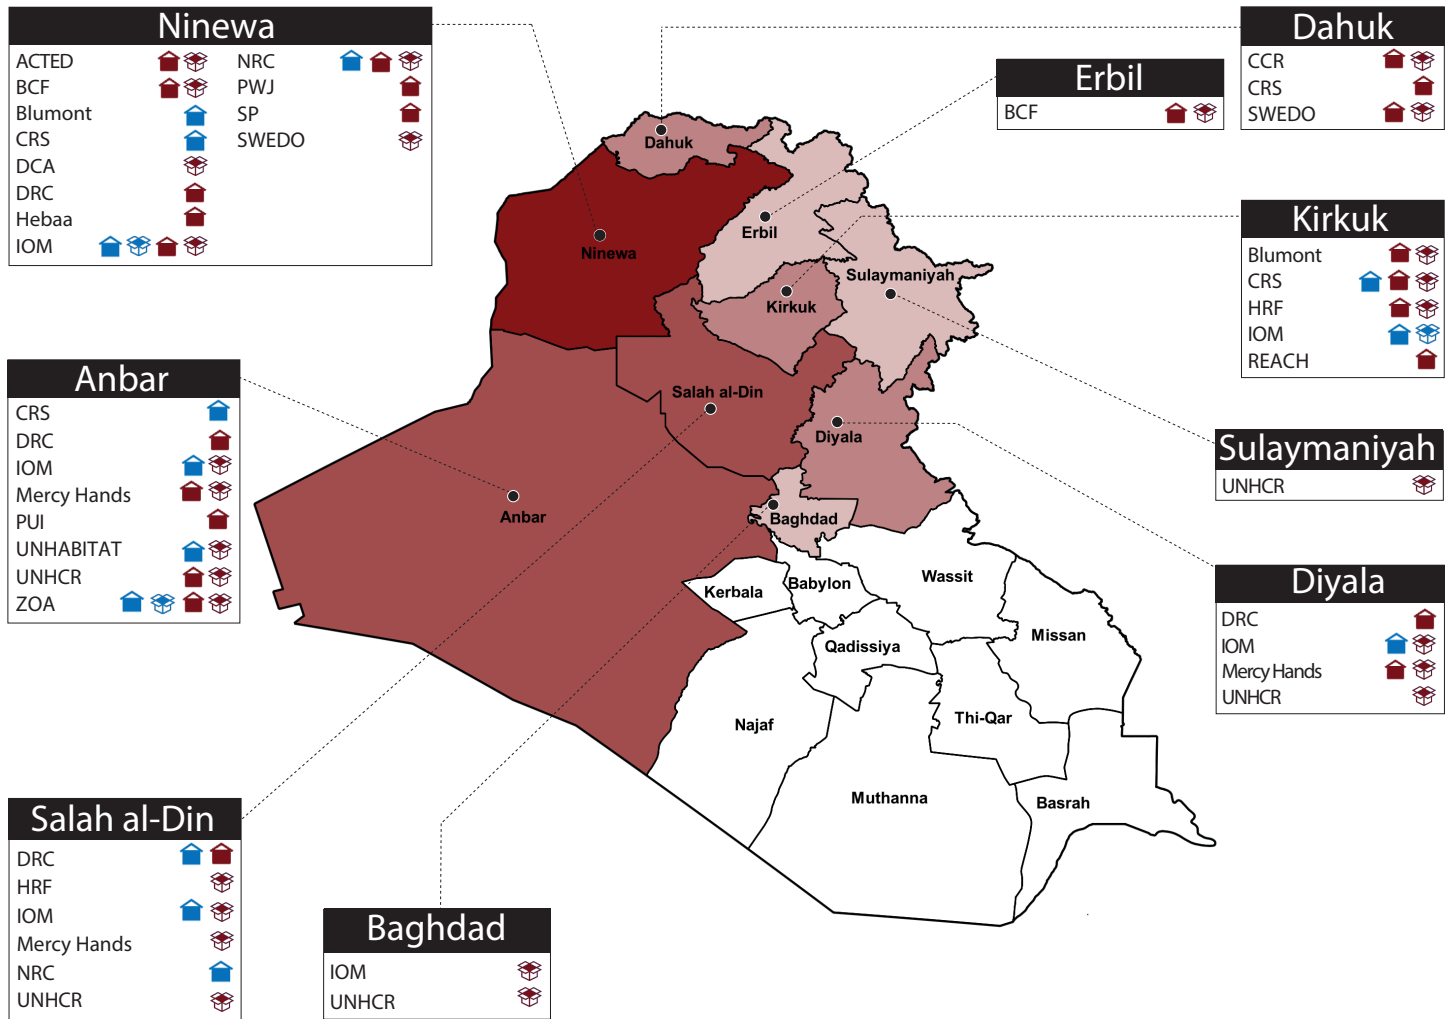 Ninewa
ACTED
BCF
Blumont
CRS
DCA
DRC
Hebaa
IOM
NRC
PWJ
SP
SWEDO
Erbil
BCF
Dahuk
CCR
CRS
SWEDO
Kirkuk
Blumont
CRS
HRF
IOM
REACH
Anbar
CRS
DRC
IOM
Mercy Hands
PUI
UNHABITAT
UNHCR
ZOA
Sulaymaniyah
UNHCR
Diyala
DRC
IOM
Mercy Hands
UNHCR
Salah al-Din
DRC
HRF
IOM
Mercy Hands
NRC
UNHCR
Baghdad
IOM
UNHCR
Dahuk
Ninewa
Erbil
Sulaymaniyah
Kirkuk
Salah al-Din
Diyala
Anbar
Baghdad
Kerbala
Babylon
Wassit
Qadissiya
Missan
Najaf
Thi-Qar
Muthanna
Basrah